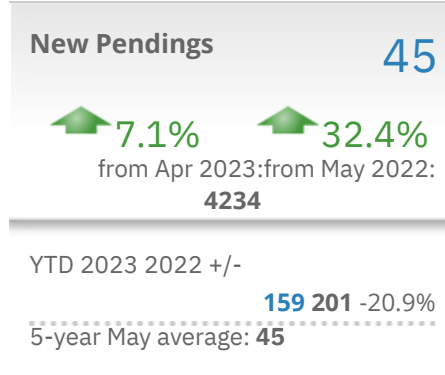 New Pendings
45
7.1% 32.4%
from Apr 2023:from May 2022:
4234
YTD 2023 2022 +/-
159 201 -20.9%
5-year May average: 45